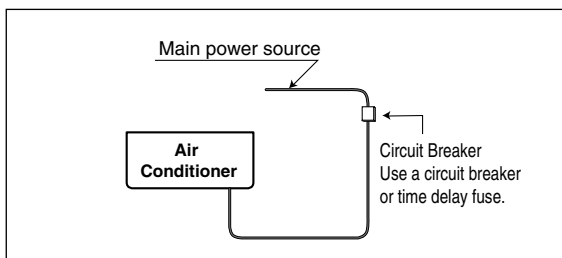 Main power source
Air
Conditioner
Circuit Breaker
Use a circuit breaker
or time delay fuse.